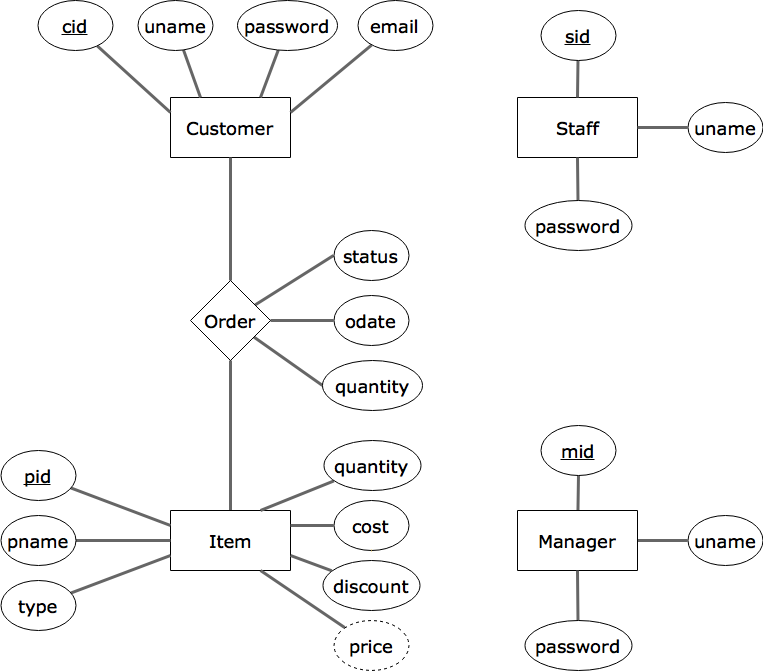 cid
uname
password
email
sid
Customer
Staff
uname
password
status
Order
odate
quantity
mid
quantity
pid
cost
pname
Item
Manager
uname
discount
type
price
password